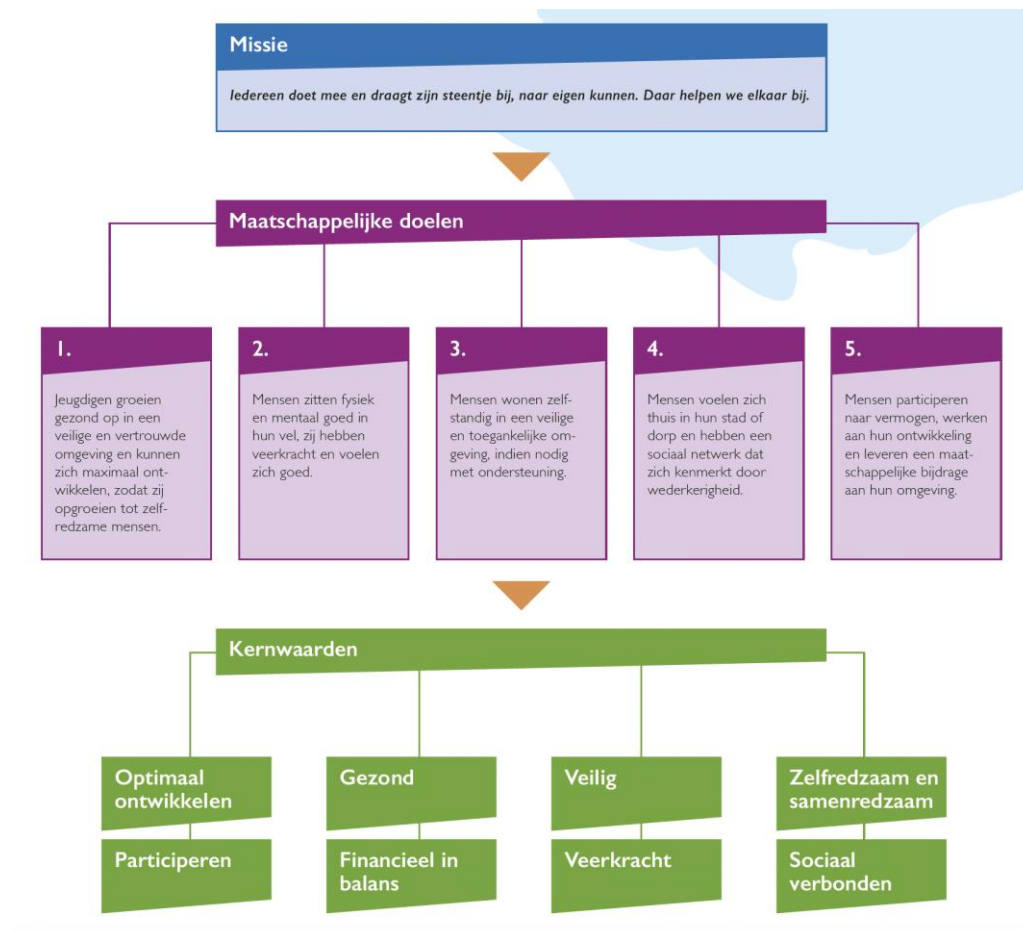 Missie
Iedereen doet mee en draagt zijn steentje bij, naar eigen kunnen. Daar helpen we elkaar bij.
Maatschappelijke doelen
1.
Jeugdigen groeien
gezond op in een
veilige en vertrouwde
omgeving en kunnen
zich maximaal ont-
wikkelen, zodat zij
opgroeien tot zelf-
redzame mensen.
2.
Mensen zitten fysiek
en mentaal goed in
hun vel, zij hebben
veerkracht en voelen
zich goed.
3.
Mensen wonen zelf-
standig in een veilige
en toegankelijke om-
geving, indien nodig
met ondersteuning.
4.
Mensen voelen zich
thuis in hun stad of
dorp en hebben een
sociaal netwerk dat
zich kenmerkt door
wederkerigheid.
5.
Mensen participeren
naar vermogen, werken
aan hun ontwikkeling
en leveren een maat-
schappelijke bijdrage
aan hun omgeving.
Kernwaarden
Optimaal
ontwikkelen
Gezond
Veilig
Zelfredzaam en
samenredzaam
Participeren
Financieel in
balans
Veerkracht
Sociaal
verbonden